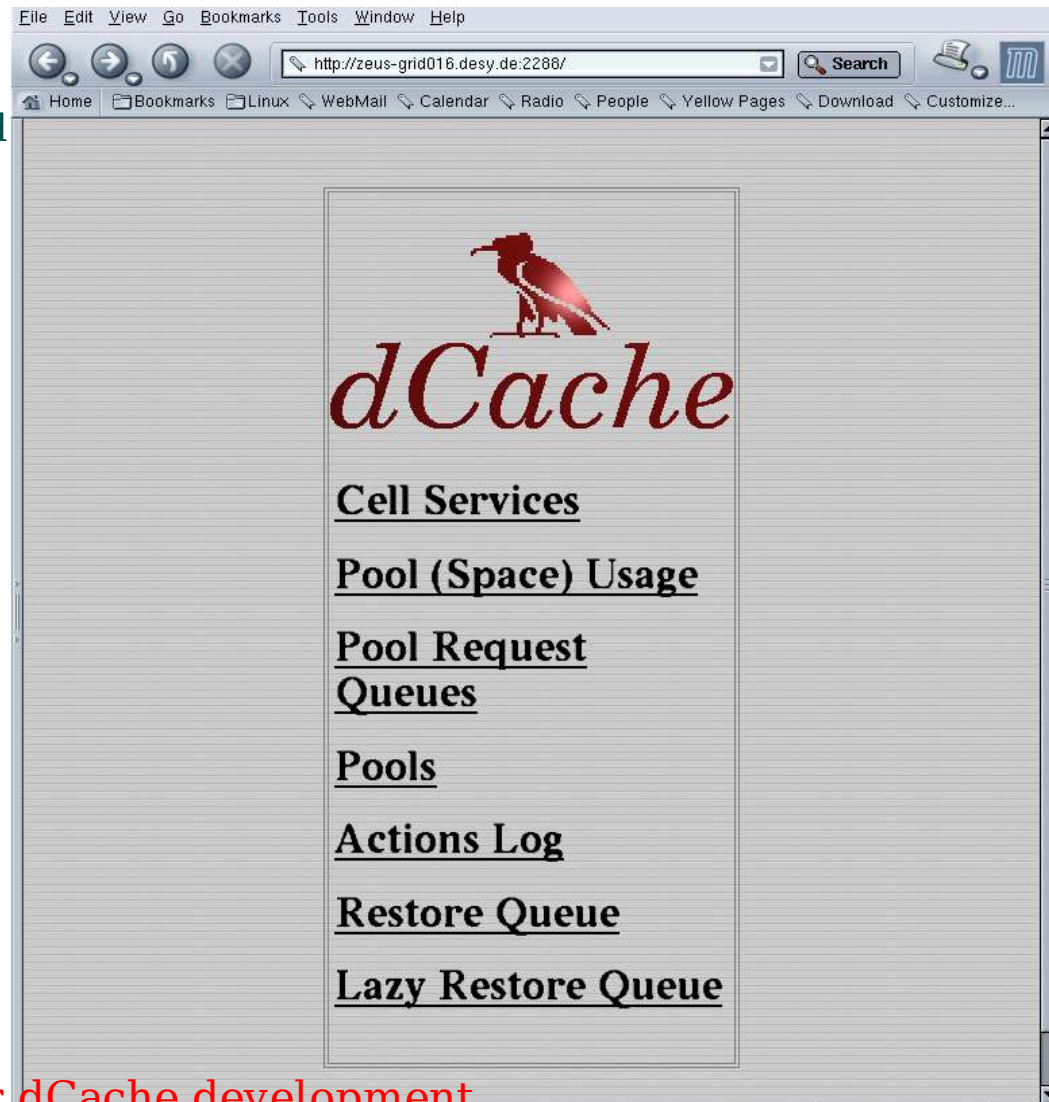 File Edit View Go Bookmarks Tools Window Help
http://zeus-grid016.desy.de:2288/ Search
Home Bookmarks Linux WebMail Calendar Radio People Yellow Pages Download Customize...
dCache
Cell Services
Pool (Space) Usage
Pool Request
Queues
Pools
Actions Log
Restore Queue
Lazy Restore Queue
dCache development